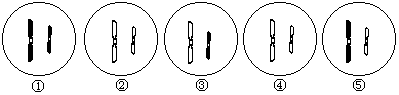 ① ② ③ ④ ⑤